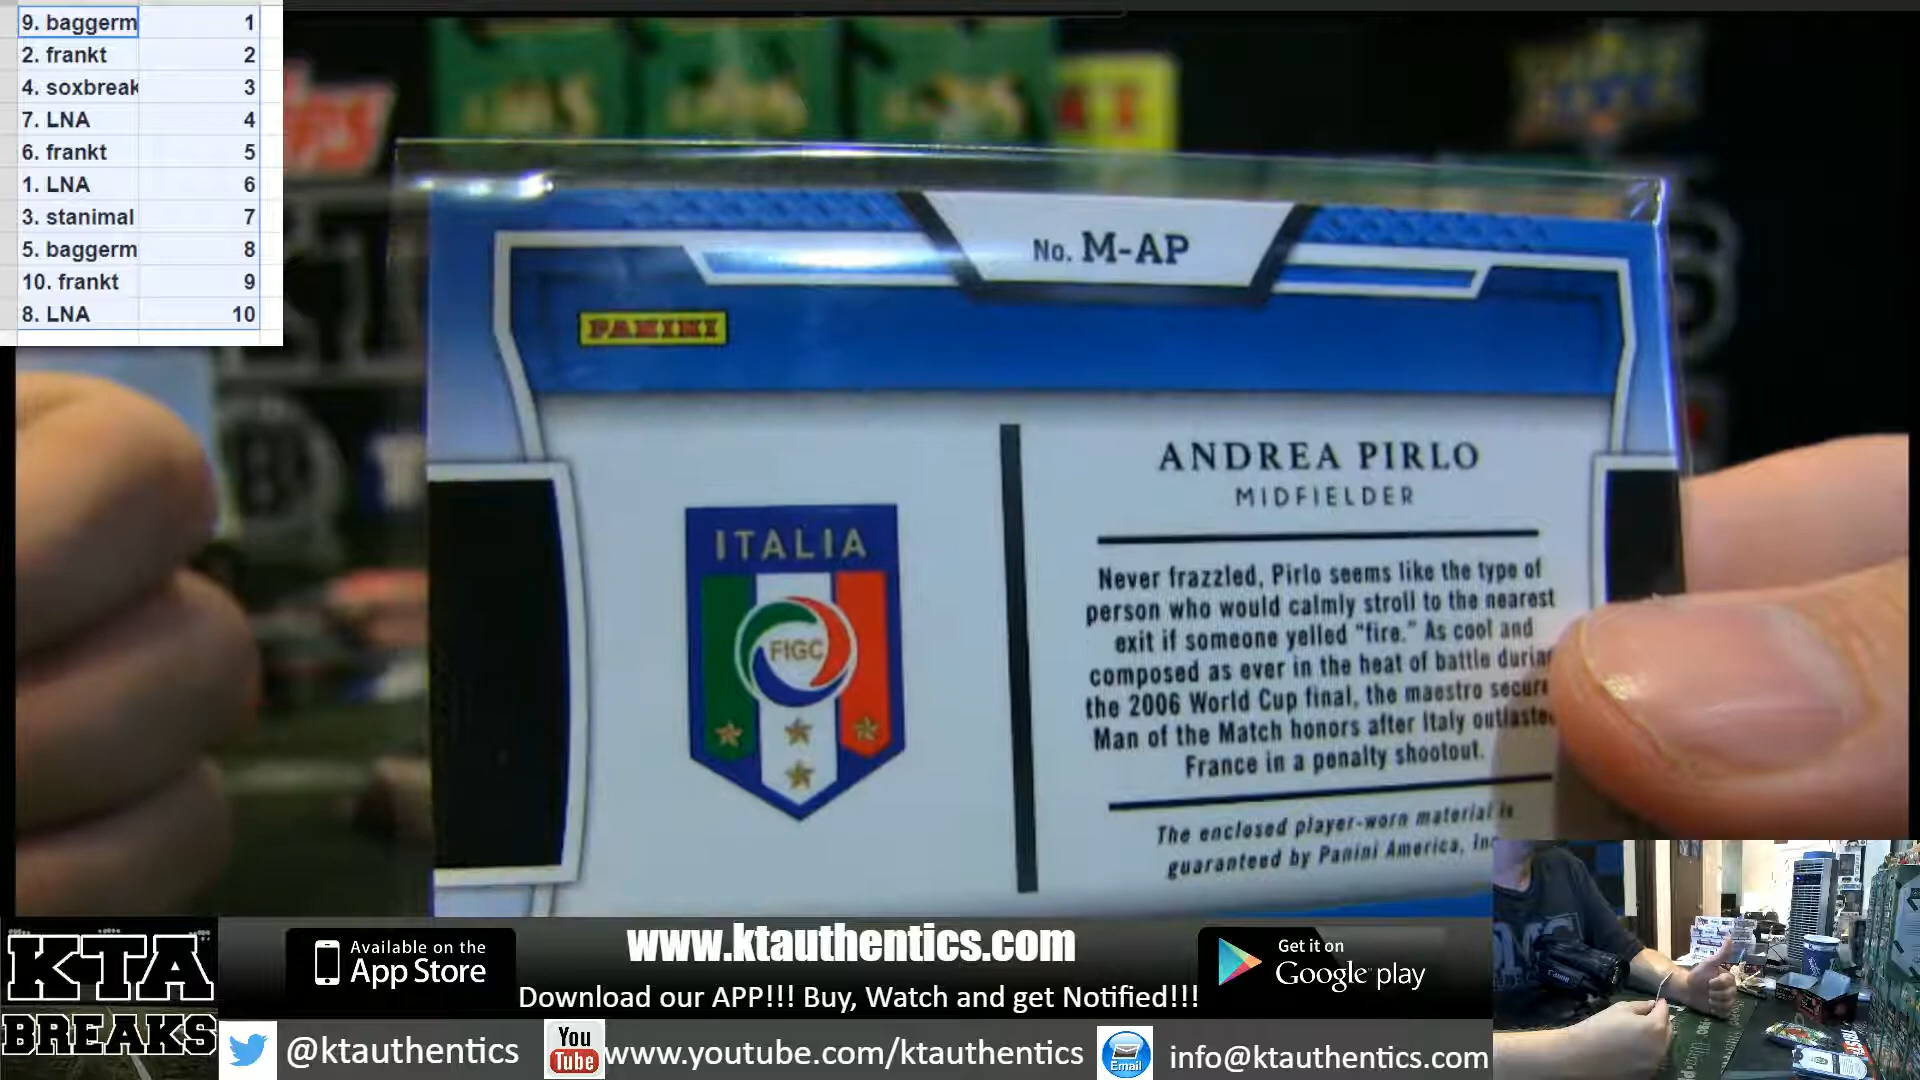 9. baggerm 1
2. frankt 2
4. soxbreak 3
7. LNA 4
6. frankt 5
1. LNA 6
3. stanimal 7
5. baggerm 8
10. frankt 9
8. LNA 10
No. M-AP
PANINI
ITALIA
FIGC
ANDREA PIRLO
MIDFIELDER
Never frazzled, Pirlo seems like the type of
person who would calmly stroll to the nearest
exit if someone yelled "fire." As cool and
composed as ever in the heat of battle
the 2006 World Cup final, the maestro
Man of the Match honors after Italy
France in a penalty shootout.
The enclosed player-worn material is
guaranteed by Panini America,
KTA
BREAKS
Available on the
App Store
www.ktauthentics.com
Download our APP!!! Buy, Watch and get Notified!!!
Get it on
Google play
@ktauthentics
You
Tube
www.youtube.com/ktauthentics
Email
info@ktauthentics.com